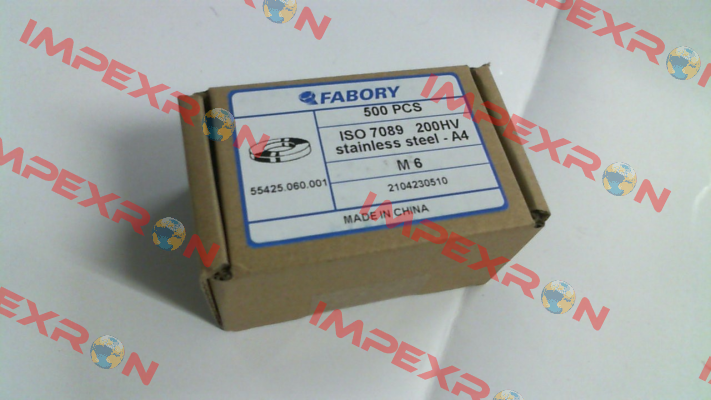 FABORY
500 PCS
ISO 7089 200HV
stainless steel - A4
M 6
55425.060.001
2104230510
MADE IN CHINA
IMPEXRON
IMPEXRON
IMPEXRON
IMPEXRON
IMPEXRON
IMPEXRON
IMPEXRON